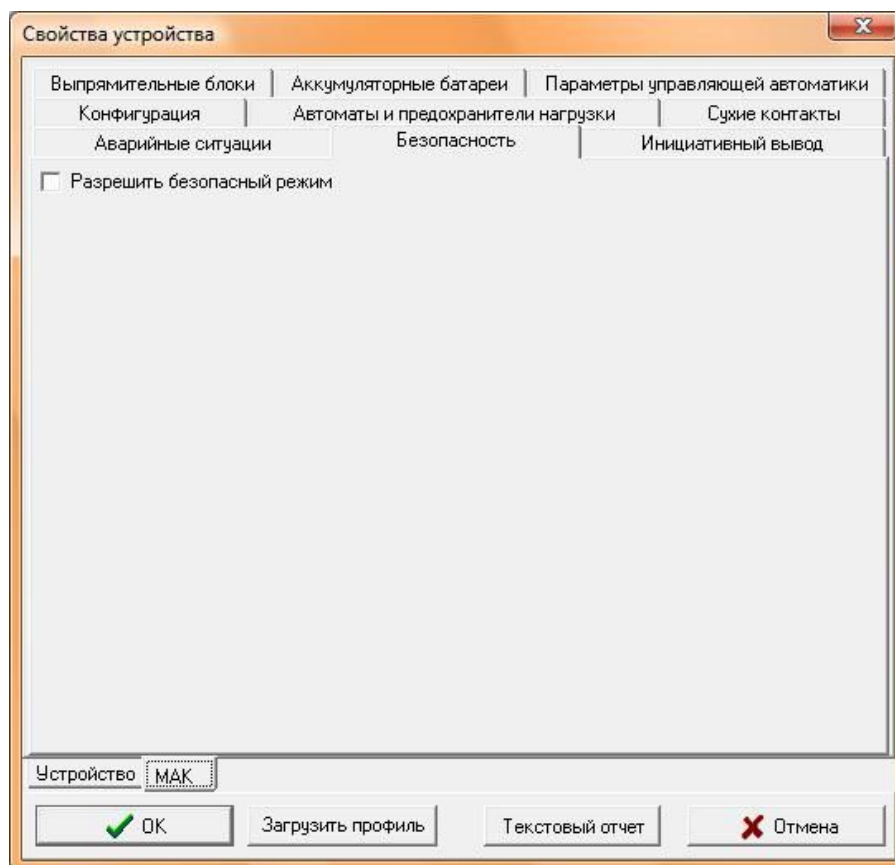 Свойства устройства
Выпрямительные блоки Аккумуляторные батареи Параметры управляющей автоматики
Конфигурация Автоматы и предохранители нагрузки Сухие контакты
Аварийные ситуации Безопасность Инициативный вывод
Разрешить безопасный режим
Устройство МАК
OK Загрузить профиль Текстовый отчет Отмена